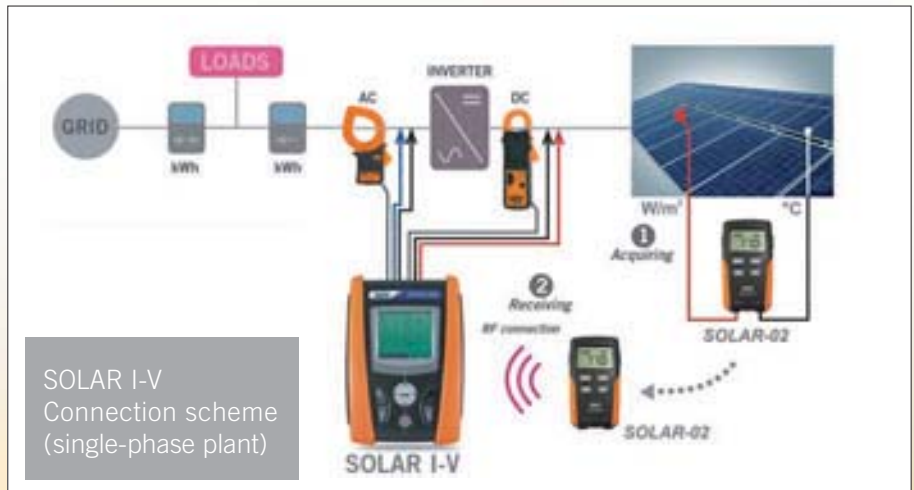 LOADS
GRID
kWh
kWh
AC
INVERTER
DC
W/m²
°C
1
Acquiring
SOLAR-02
2
Receiving
RF connection
SOLAR-02
SOLAR I-V
SOLAR I-V
Connection scheme
(single-phase plant)